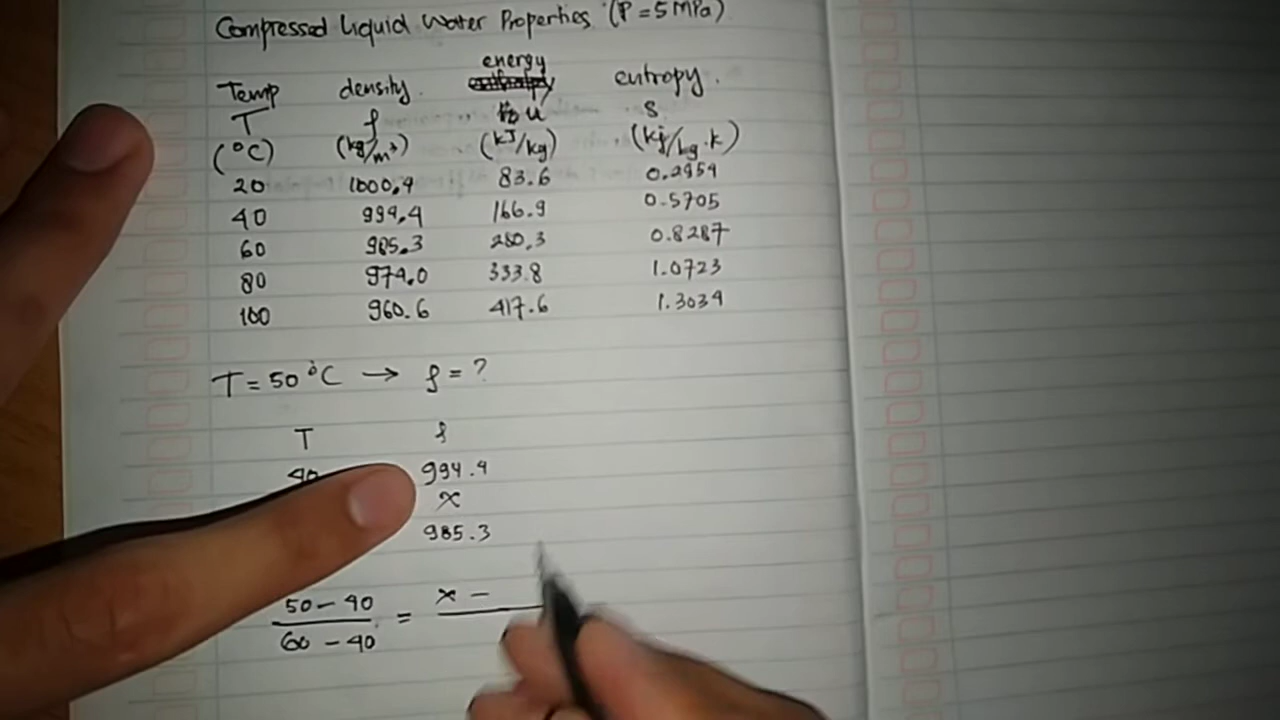 Compressed Liquid Water Properties (P = 5 MPa)
energy
Temp density entropy.
T ρ u s
(°C) (kg/m³) (kJ/kg) (kJ/kg.K)
20 1000.4 83.6 0.2954
40 994.4 166.9 0.5705
60 985.3 250.3 0.8287
80 974.0 333.8 1.0723
100 960.6 417.6 1.3034
T = 50°C → ρ = ?
T ρ
40 994.4
x
985.3
50 - 40 = x -
60 - 40